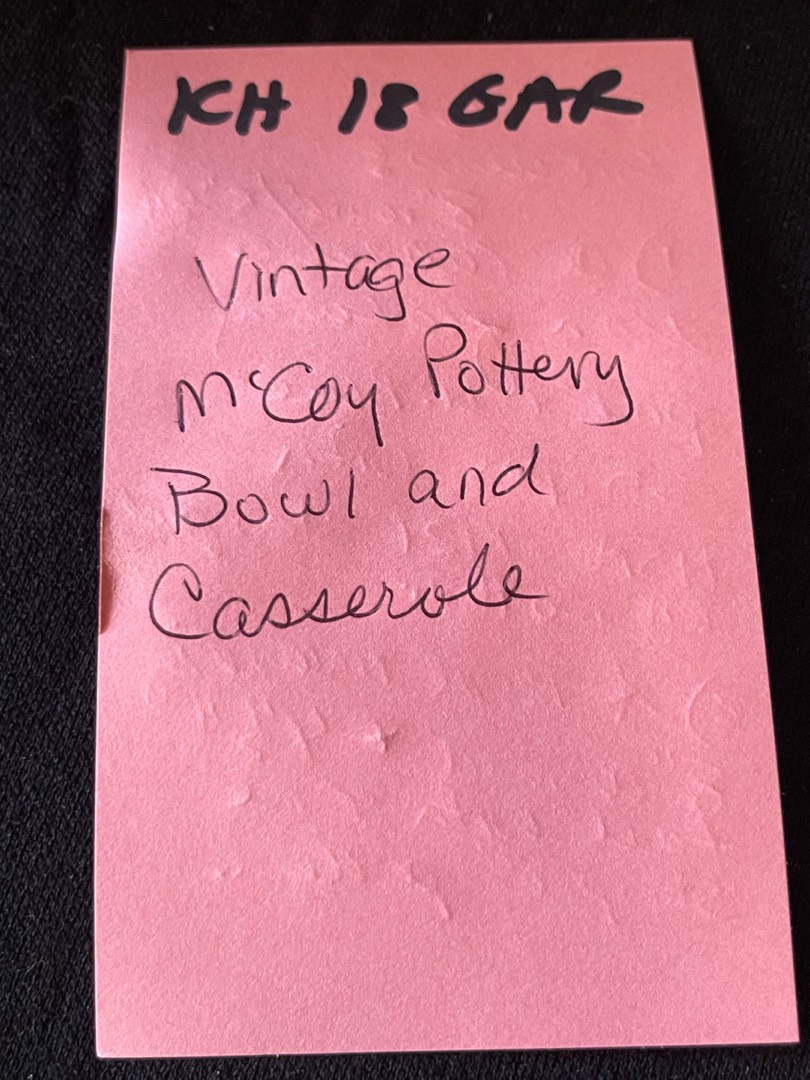 KH 18 GAR
Vintage
McCoy Pottery
Bowl and
Casserole